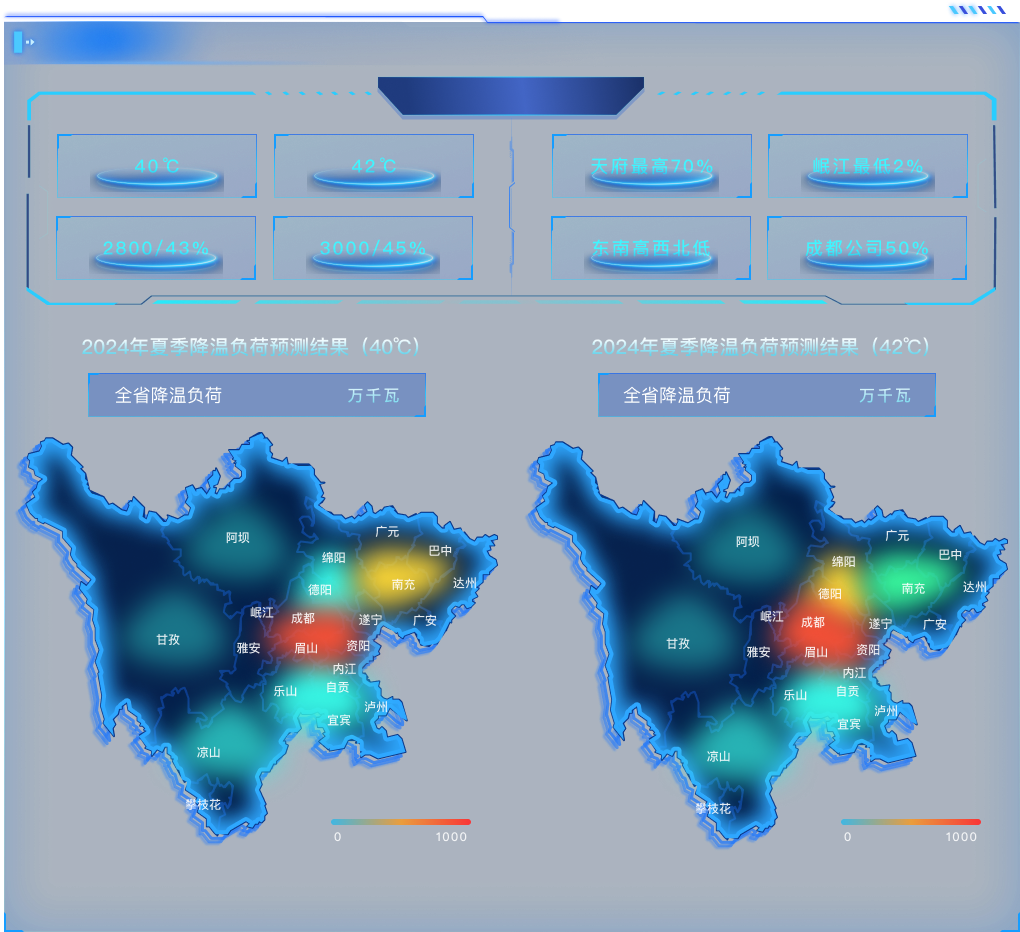 40℃
42℃
天府最高70%
岷江最低2%
2800/43%
3000/45%
东南高西北低
成都公司50%
2024年夏季降温负荷预测结果（40℃）
2024年夏季降温负荷预测结果（42℃）
全省降温负荷 万千瓦
全省降温负荷 万千瓦
阿坝
广元
绵阳
巴中
德阳
南充
达州
岷江
成都
遂宁
广安
甘孜
雅安
眉山
资阳
内江
乐山
自贡
泸州
宜宾
凉山
攀枝花
0 1000
阿坝
广元
绵阳
巴中
德阳
南充
达州
岷江
成都
遂宁
广安
甘孜
雅安
眉山
资阳
内江
乐山
自贡
泸州
宜宾
凉山
攀枝花
0 1000